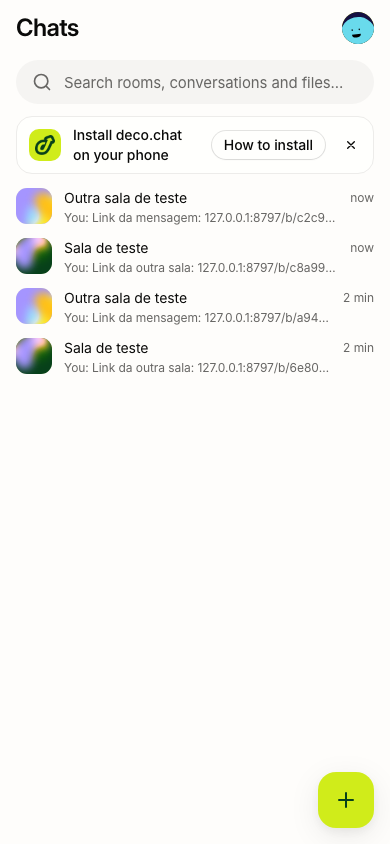 Chats
Search rooms, conversations and files...
Install deco.chat
on your phone
How to install
Outra sala de teste
now
You: Link da mensagem: 127.0.0.1:8797/b/c2c9...
Sala de teste
now
You: Link da outra sala: 127.0.0.1:8797/b/c8a99...
Outra sala de teste
2 min
You: Link da mensagem: 127.0.0.1:8797/b/a94...
Sala de teste
2 min
You: Link da outra sala: 127.0.0.1:8797/b/6e80...